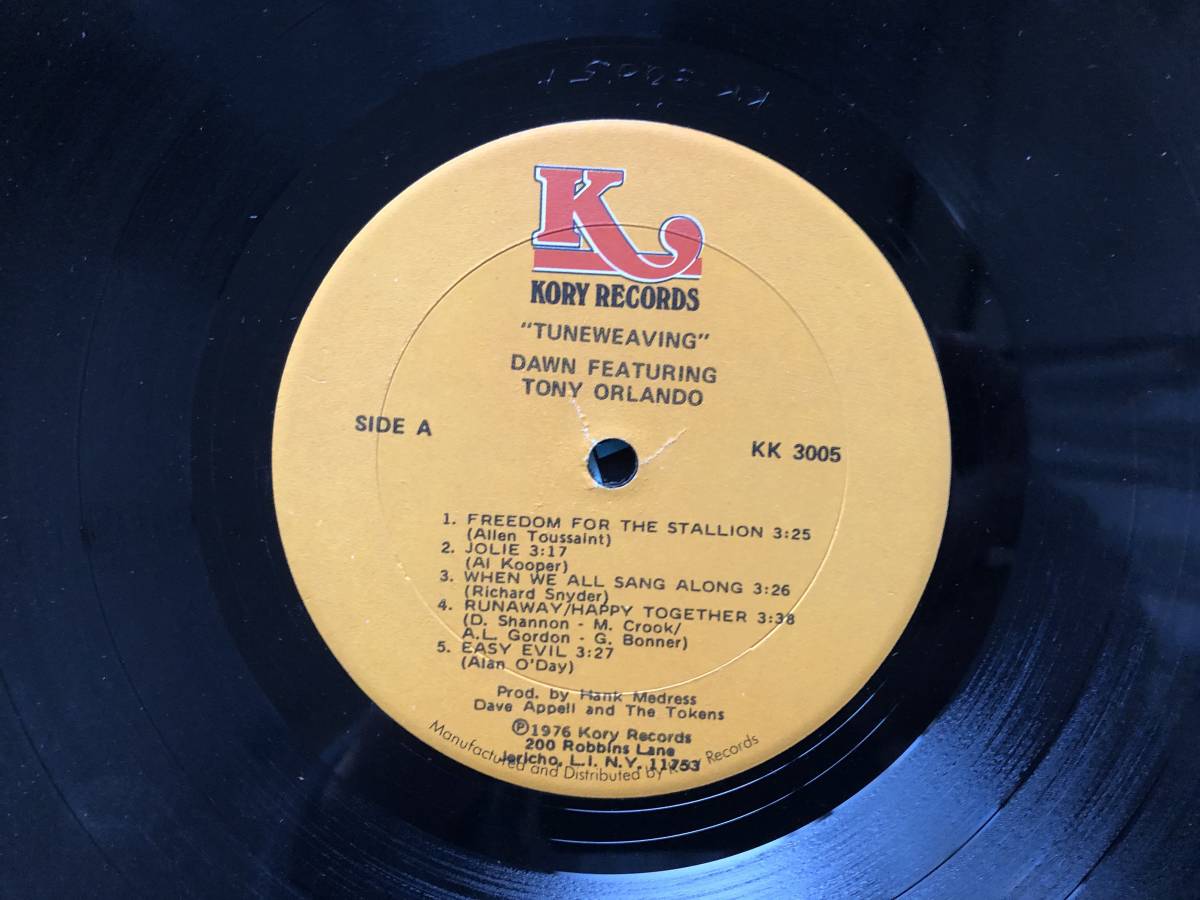 K
KORY RECORDS
"TUNEWEAVING"
DAWN FEATURING
TONY ORLANDO
SIDE A
KK 3005
1. FREEDOM FOR THE STALLION 3:25
(Allen Toussaint)
2. JOLIE 3:17
(Al Kooper)
3. WHEN WE ALL SANG ALONG 3:26
(Richard Snyder)
4. RUNAWAY/HAPPY TOGETHER 3:38
(D. Shannon - M. Crook/
A.L. Gordon - G. Bonner)
5. EASY EVIL 3:27
(Alan O'Day)
Prod. by Hank Medress
Dave Appell and The Tokens
Ⓟ1976 Kory Records
200 Robbins Lane
Jericho, L.I. N.Y. 11753
Manufactured and Distributed by Kory Records